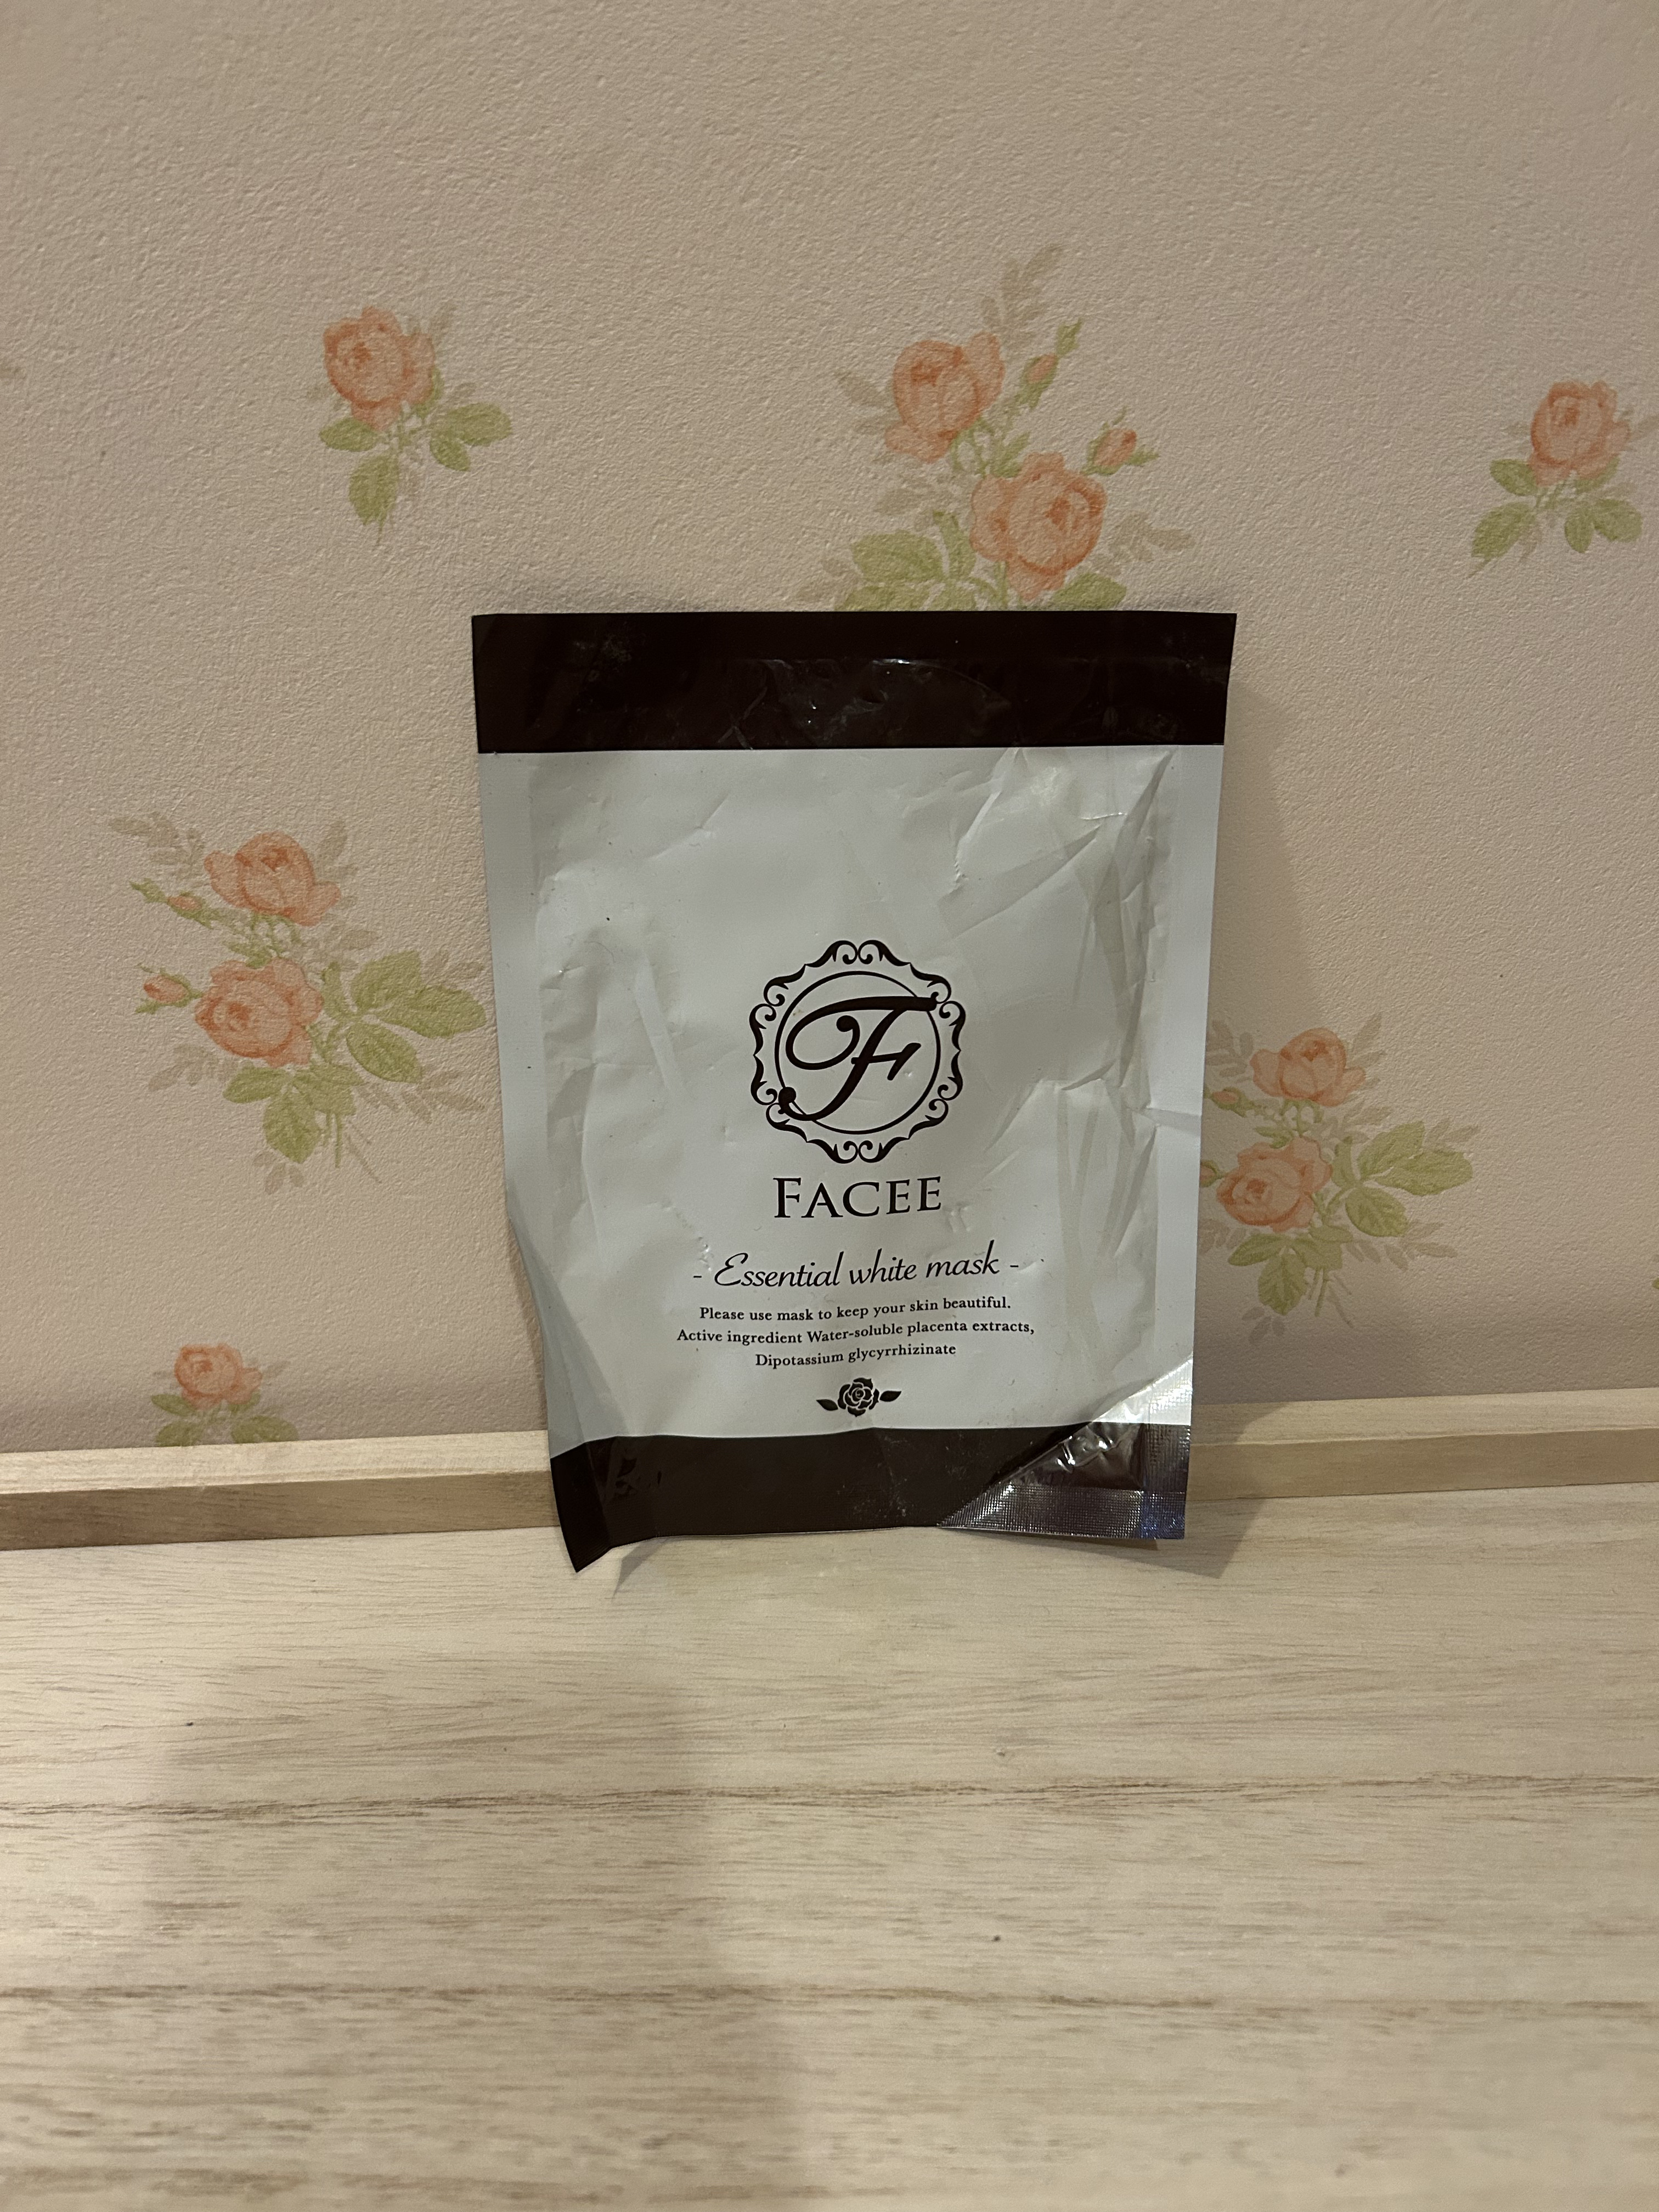 F
FACEE
- Essential white mask -
Please use mask to keep your skin beautiful.
Active ingredient Water-soluble placenta extracts,
Dipotassium glycyrrhizinate